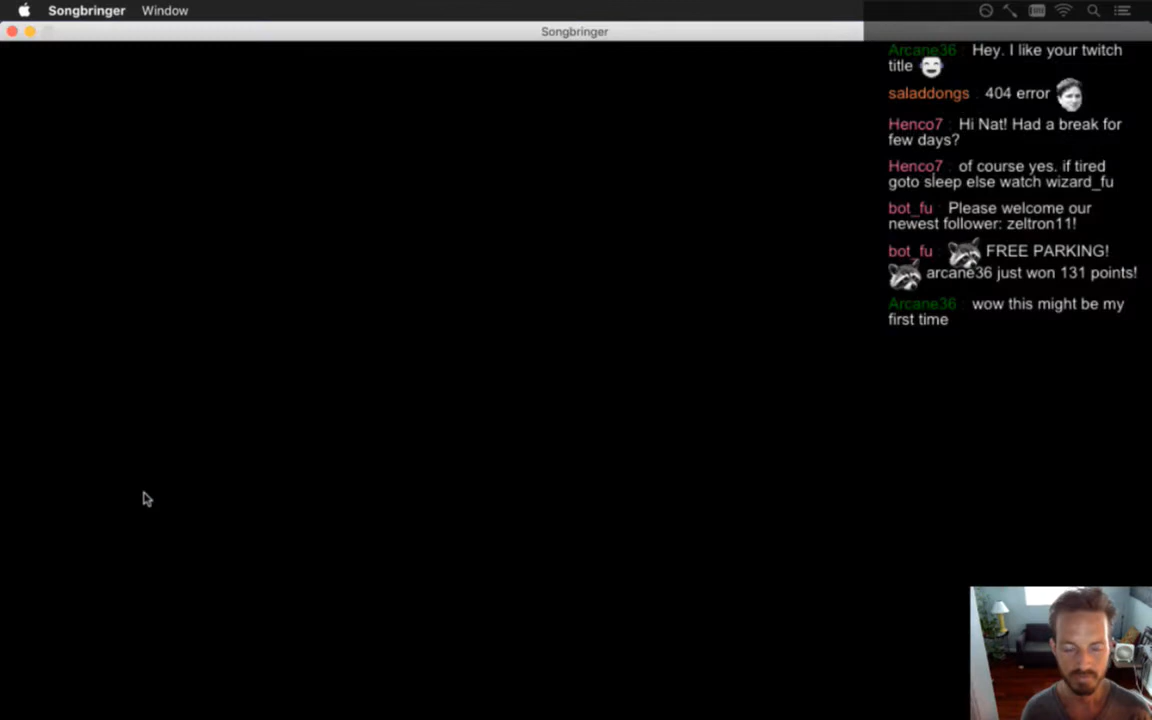 Songbringer Window
Songbringer
Arcane36 : Hey. I like your twitch
title
saladdongs : 404 error
Henco7 : Hi Nat! Had a break for
few days?
Henco7 : of course yes. if tired
goto sleep else watch wizard_fu
bot_fu : Please welcome our
newest follower: zeltron11!
bot_fu : FREE PARKING!
arcane36 just won 131 points!
Arcane36 : wow this might be my
first time